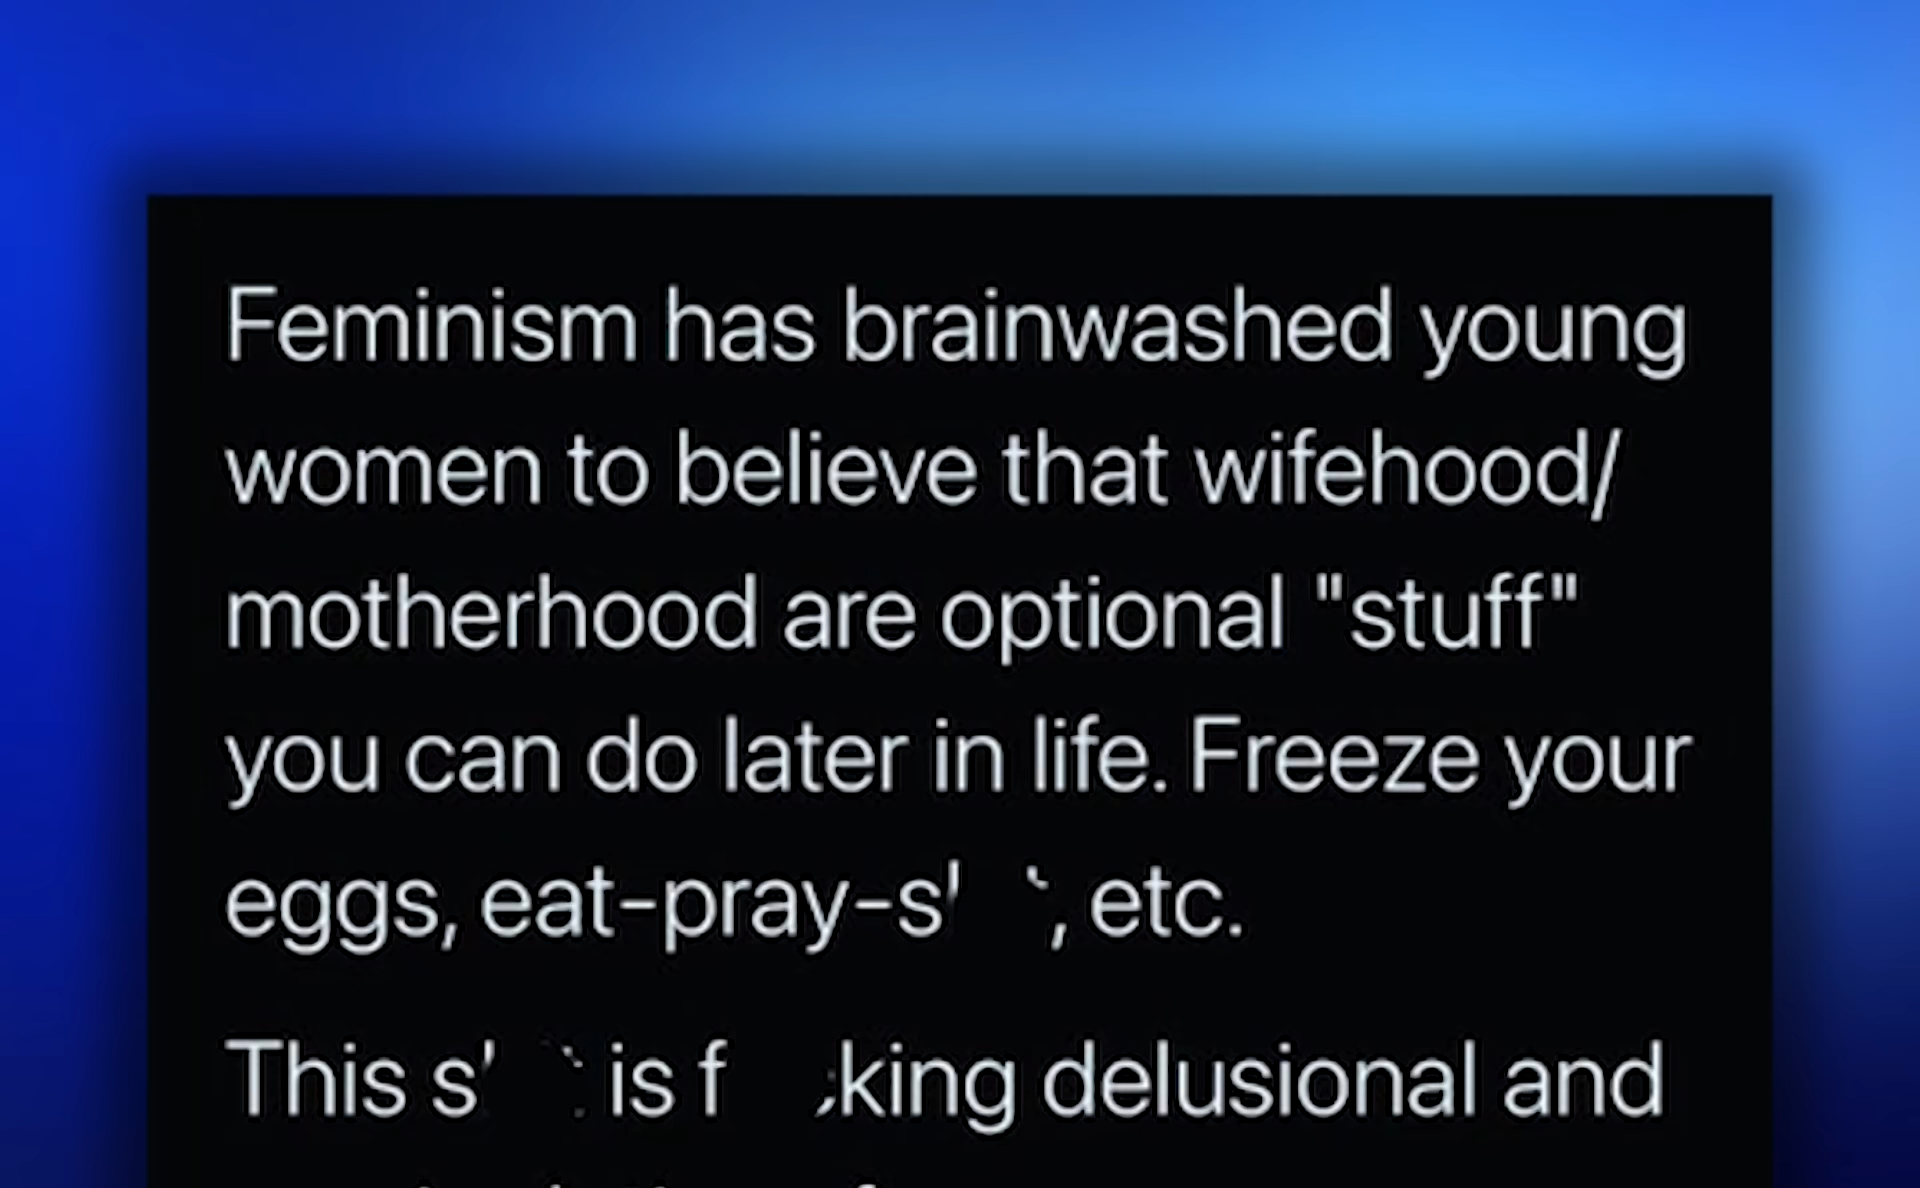 Feminism has brainwashed young
women to believe that wifehood/
motherhood are optional "stuff"
you can do later in life. Freeze your
eggs, eat-pray- , etc.
This is delusional and